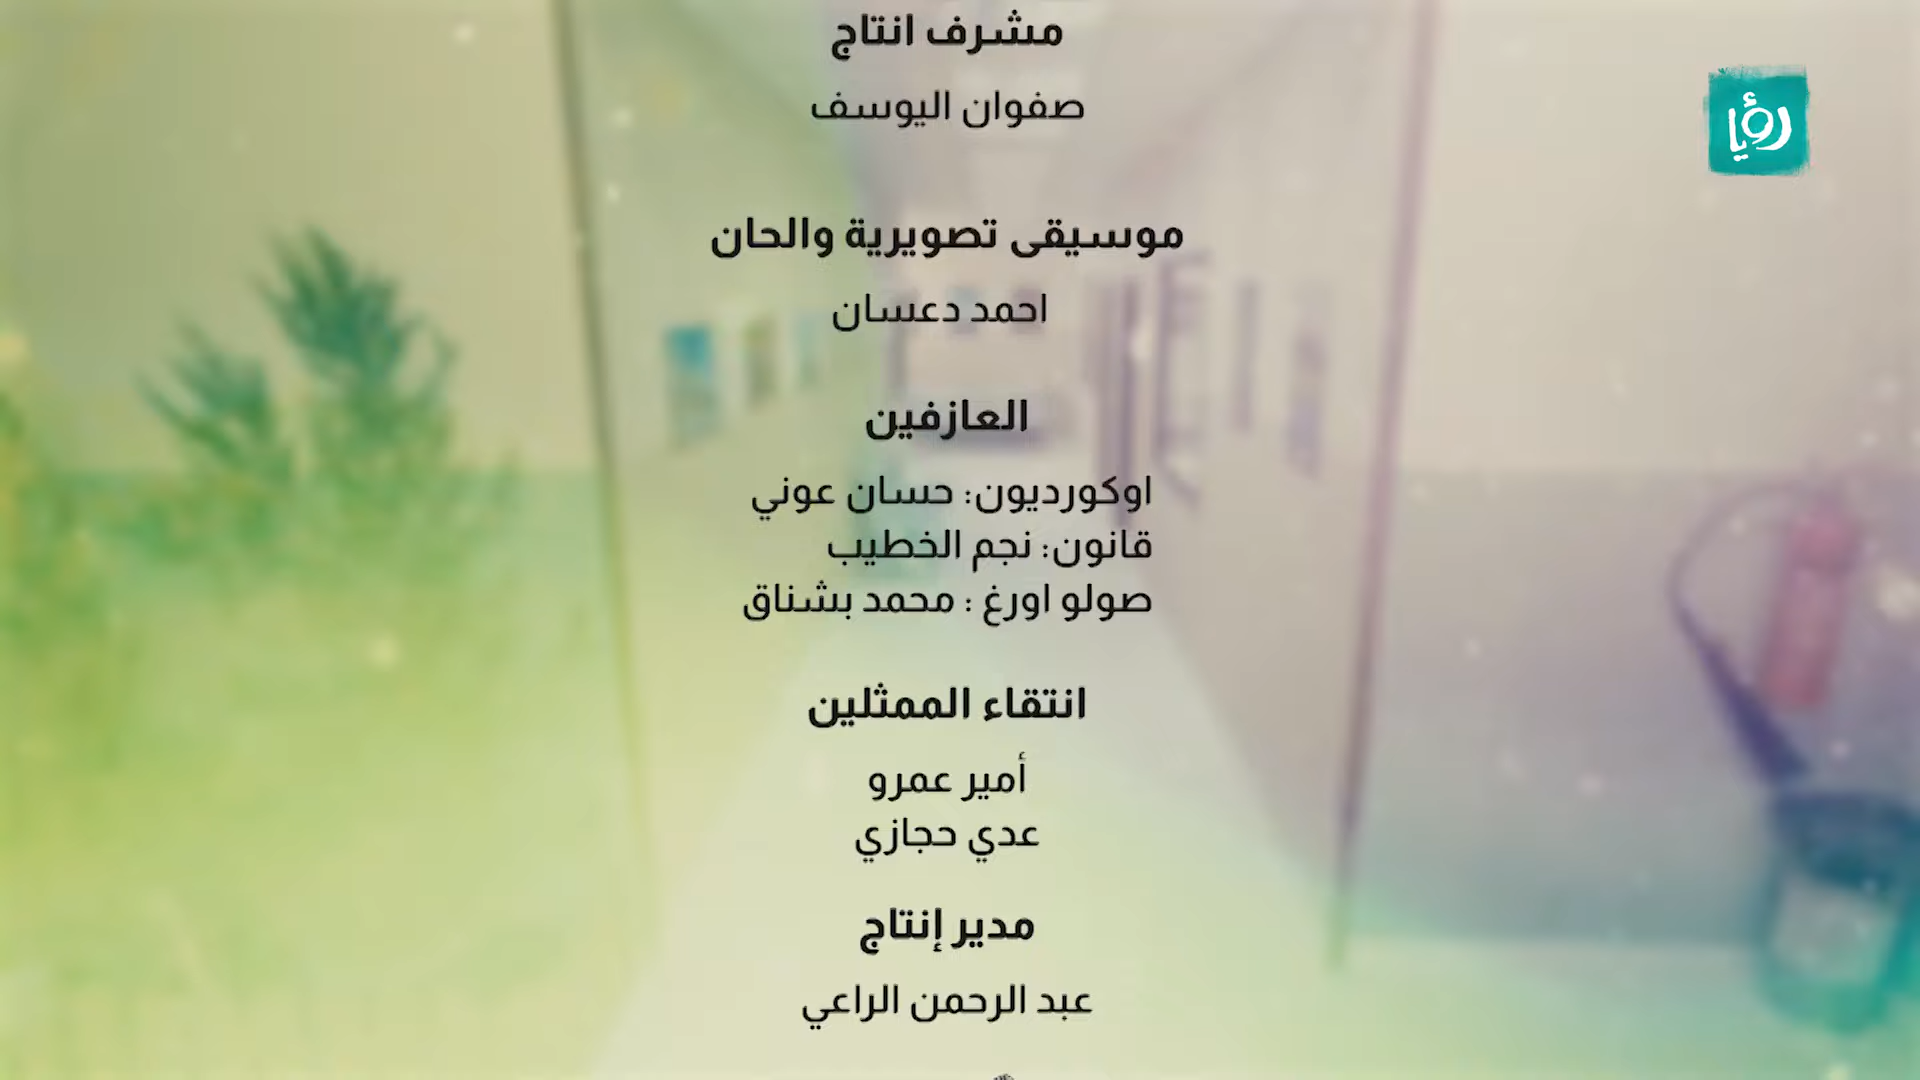 مشرف انتاج
صفوان اليوسف
رؤيا
موسيقى تصويرية والحان
احمد دعسان
العازفين
اوكورديون: حسان عوني
قانون: نجم الخطيب
صولو اورغ : محمد بشناق
انتقاء الممثلين
أمير عمرو
عدي حجازي
مدير إنتاج
عبد الرحمن الراعي